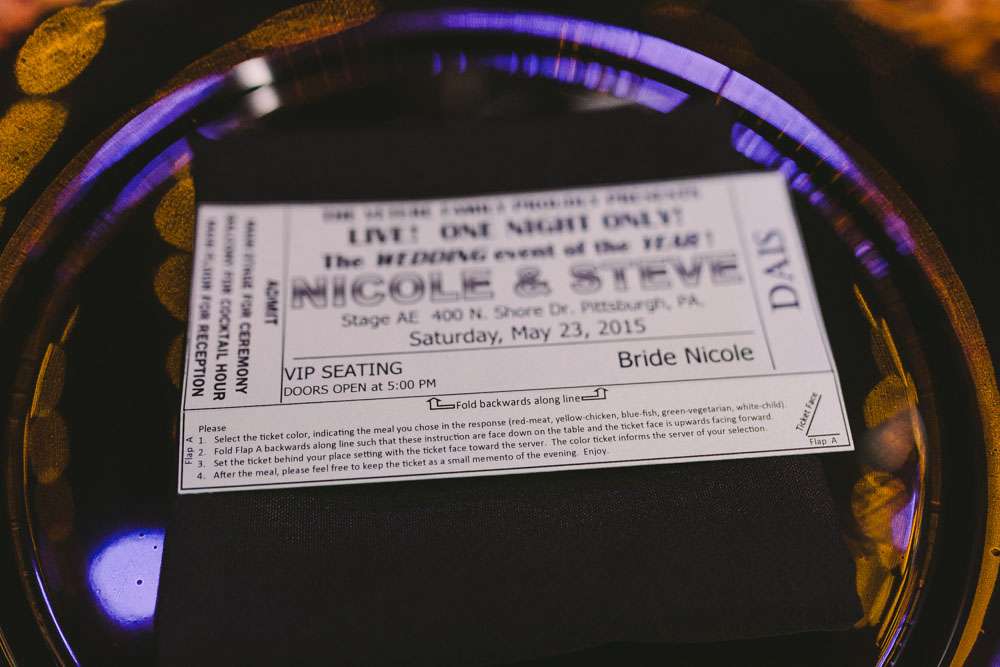 LIVE! ONE NIGHT ONLY!
The WEDDING event of the YEAR!
NICOLE & STEVE
Stage AE 400 N. Shore Dr. Pittsburgh, PA.
Saturday, May 23, 2015
VIP SEATING
Bride Nicole
DOORS OPEN at 5:00 PM
DAIS
ADMIT
MAIN STAGE FOR CEREMONY
BALCONY FOR COCKTAIL HOUR
MAIN FLOOR FOR RECEPTION
Fold backwards along line
Flap A
Please
1. Select the ticket color, indicating the meal you chose in the response (red-meat, yellow-chicken, blue-fish, green-vegetarian, white-child).
2. Fold Flap A backwards along line such that these instruction are face down on the table and the ticket face is upwards facing forward.
3. Set the ticket behind your place setting with the ticket face toward the server. The color ticket informs the server of your selection.
4. After the meal, please feel free to keep the ticket as a small memento of the evening. Enjoy.
Ticket Face
Flap A